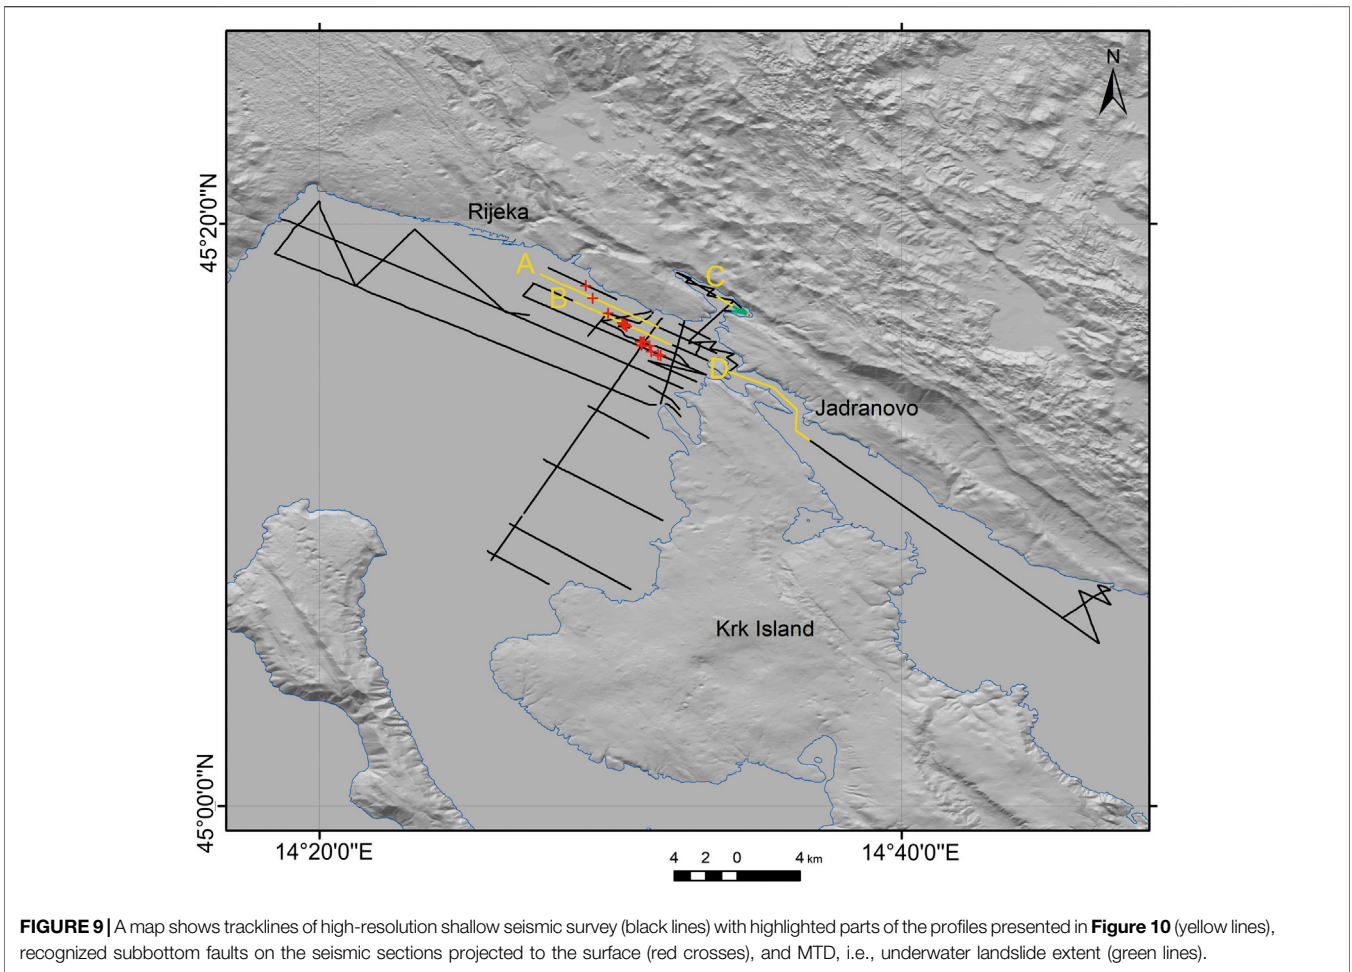 N
45°20'0"N
Rijeka
A
C
B
D
Jadranovo
Krk Island
45°00'0"N
14°20'0"E
14°40'0"E
4 2 0 4 km
FIGURE 9 | A map shows tracklines of high-resolution shallow seismic survey (black lines) with highlighted parts of the profiles presented in Figure 10 (yellow lines),
recognized subbottom faults on the seismic sections projected to the surface (red crosses), and MTD, i.e., underwater landslide extent (green lines).